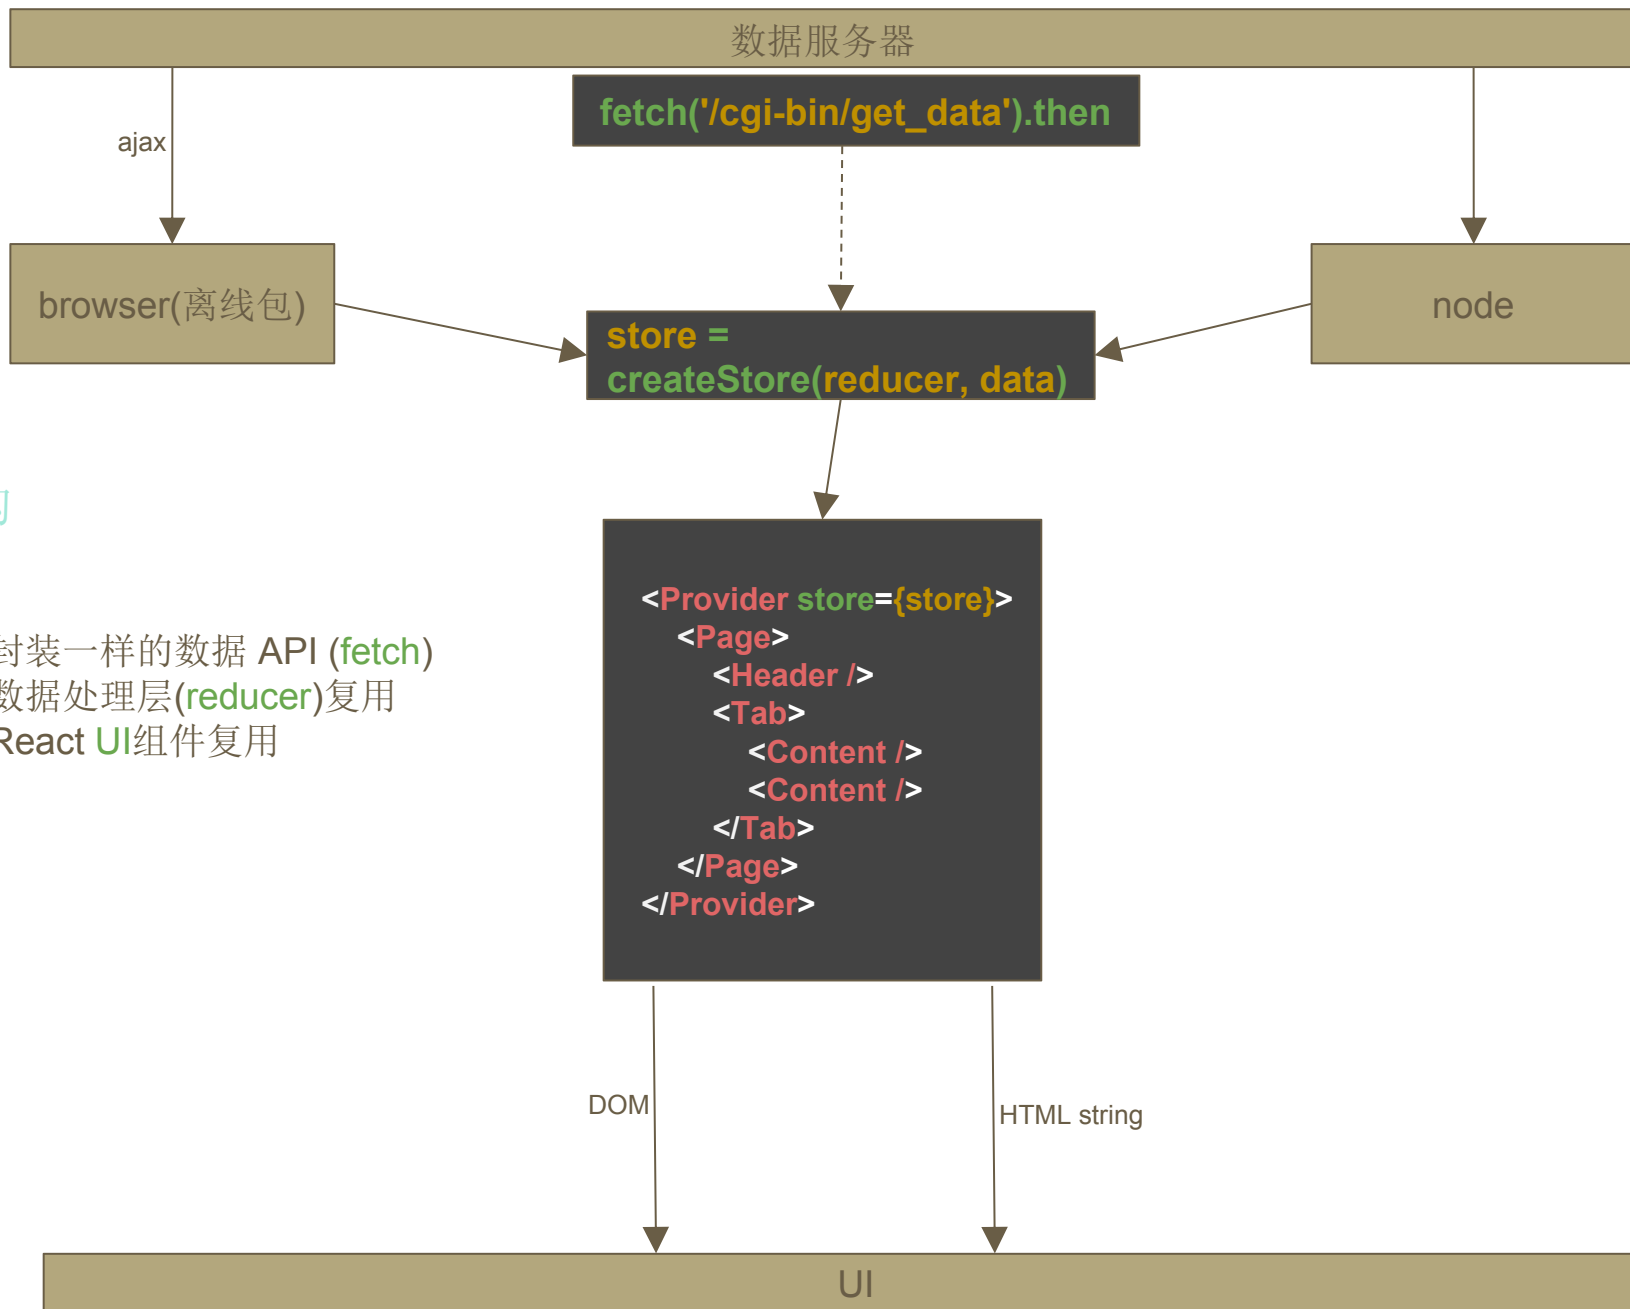 数据服务器
fetch('/cgi-bin/get_data').then
ajax
browser(离线包)
node
store =
createStore(reducer, data)
封装一样的数据 API (fetch)
数据处理层(reducer)复用
React UI组件复用
<Provider store={store}>
<Page>
<Header />
<Tab>
<Content />
<Content />
</Tab>
</Page>
</Provider>
DOM
HTML string
UI